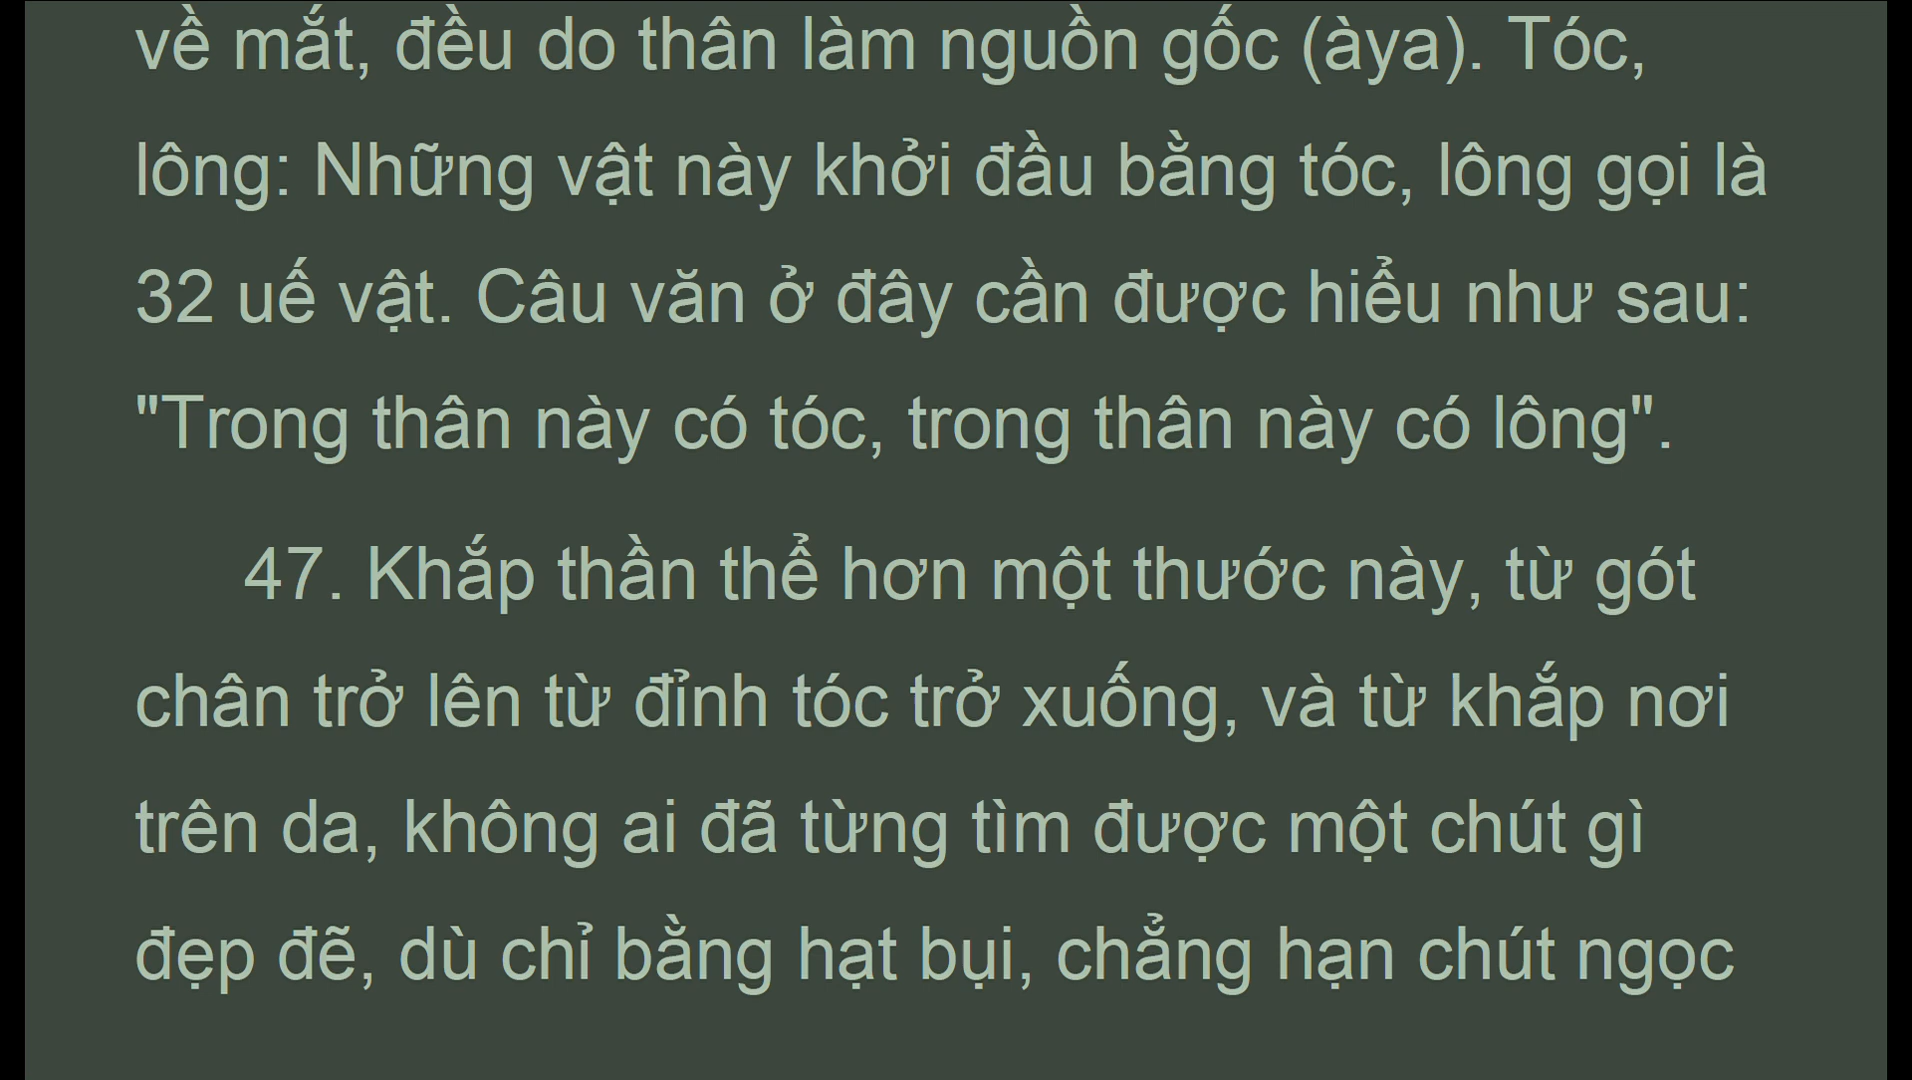 về mắt, đều do thân làm nguồn gốc (àya). Tóc,
lông: Những vật này khởi đầu bằng tóc, lông gọi là
32 uế vật. Câu văn ở đây cần được hiểu như sau:
"Trong thân này có tóc, trong thân này có lông".
47. Khắp thần thể hơn một thước này, từ gót
chân trở lên từ đỉnh tóc trở xuống, và từ khắp nơi
trên da, không ai đã từng tìm được một chút gì
đẹp đẽ, dù chỉ bằng hạt bụi, chẳng hạn chút ngọc